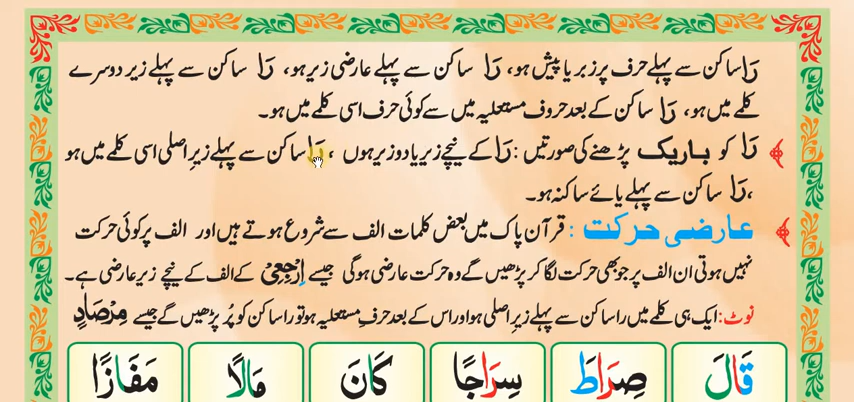 رَا ساکن سے پہلے حرف پر زبر یا پیش ہو، رَا ساکن سے پہلے عارضی زیر ہو، رَا ساکن سے پہلے زیر دوسرے
کلمے میں ہو، رَا ساکن کے بعد حروف مستعلیہ میں سے کوئی حرف اسی کلمے میں ہو۔
رَا کو باریک پڑھنے کی صورتیں: رَا کے نیچے زیر یا دو زیر ہوں، رَا ساکن سے پہلے زیرِ اصلی اسی کلمے میں ہو
، رَا ساکن سے پہلے یائے ساکنہ ہو۔
عارضی حرکت: قرآن پاک میں بعض کلمات الف سے شروع ہوتے ہیں اور الف پر کوئی حرکت
نہیں ہوتی ان الف پر جو بھی حرکت لگا کر پڑھیں گے وہ حرکت عارضی ہوگی جیسے اِرْجِعِیْ کے الف کے نیچے زیر عارضی ہے۔
نوٹ: ایک ہی کلمے میں را ساکن سے پہلے زیرِ اصلی ہو اور اس کے بعد حرفِ مستعلیہ ہو تو را ساکن کو پُر پڑھیں گے جیسے مِرْصَادٍ
قَالَ صِرَاطَ سِرَاجًا كَانَ مَالًا مَفَازًا